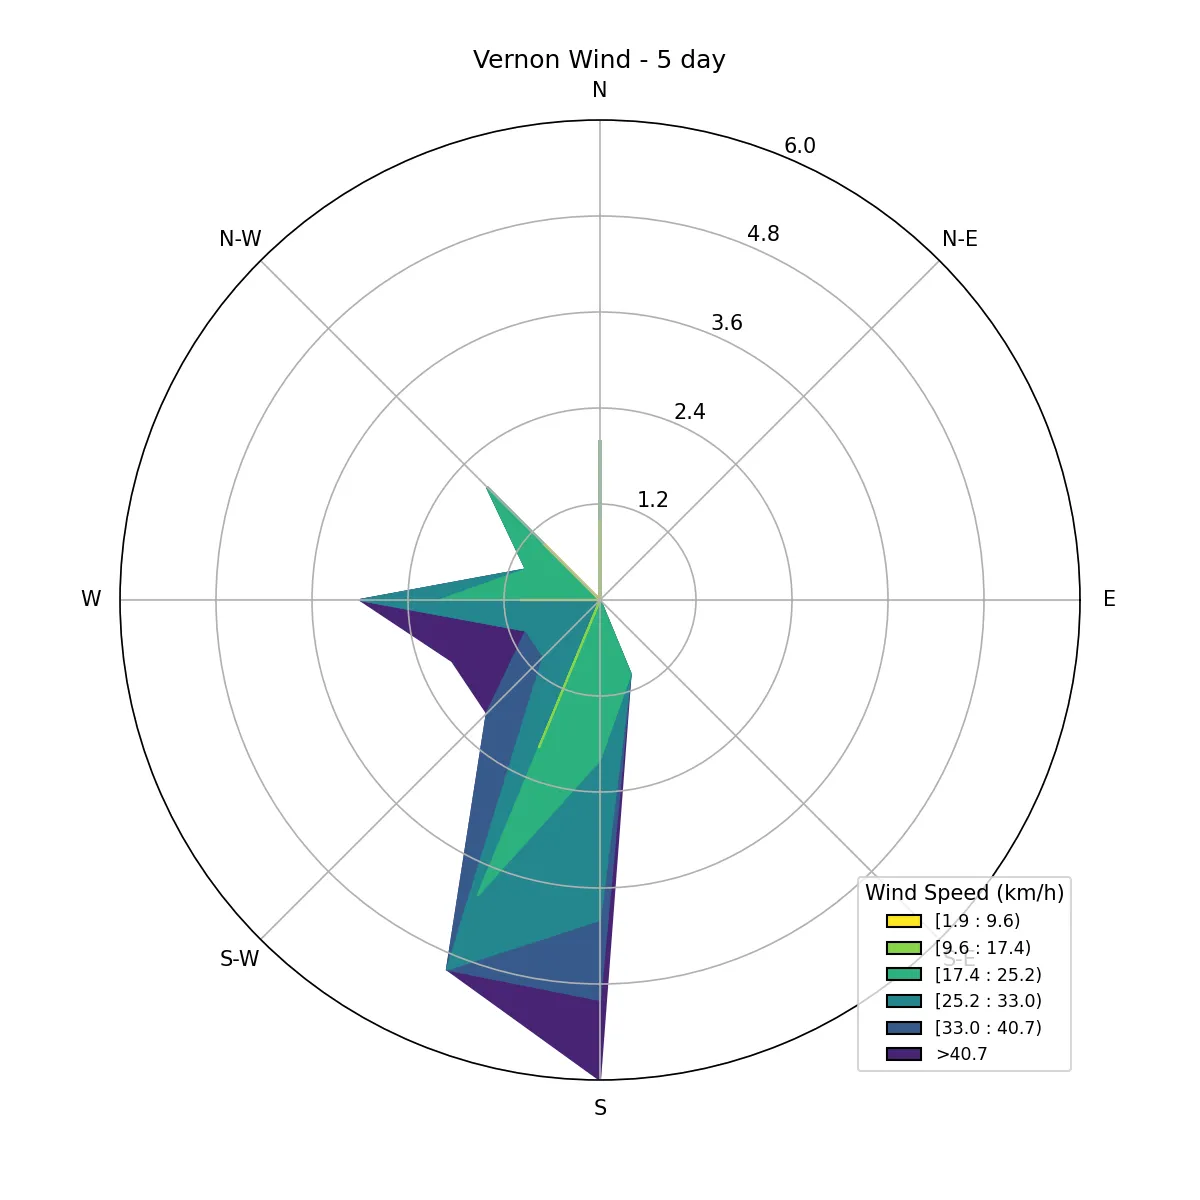 Vernon Wind - 5 day
N
6.0
N-W
N-E
4.8
3.6
2.4
1.2
W
E
S-W
S-E
S
Wind Speed (km/h)
[1.9 : 9.6)
[9.6 : 17.4)
[17.4 : 25.2)
[25.2 : 33.0)
[33.0 : 40.7)
>40.7